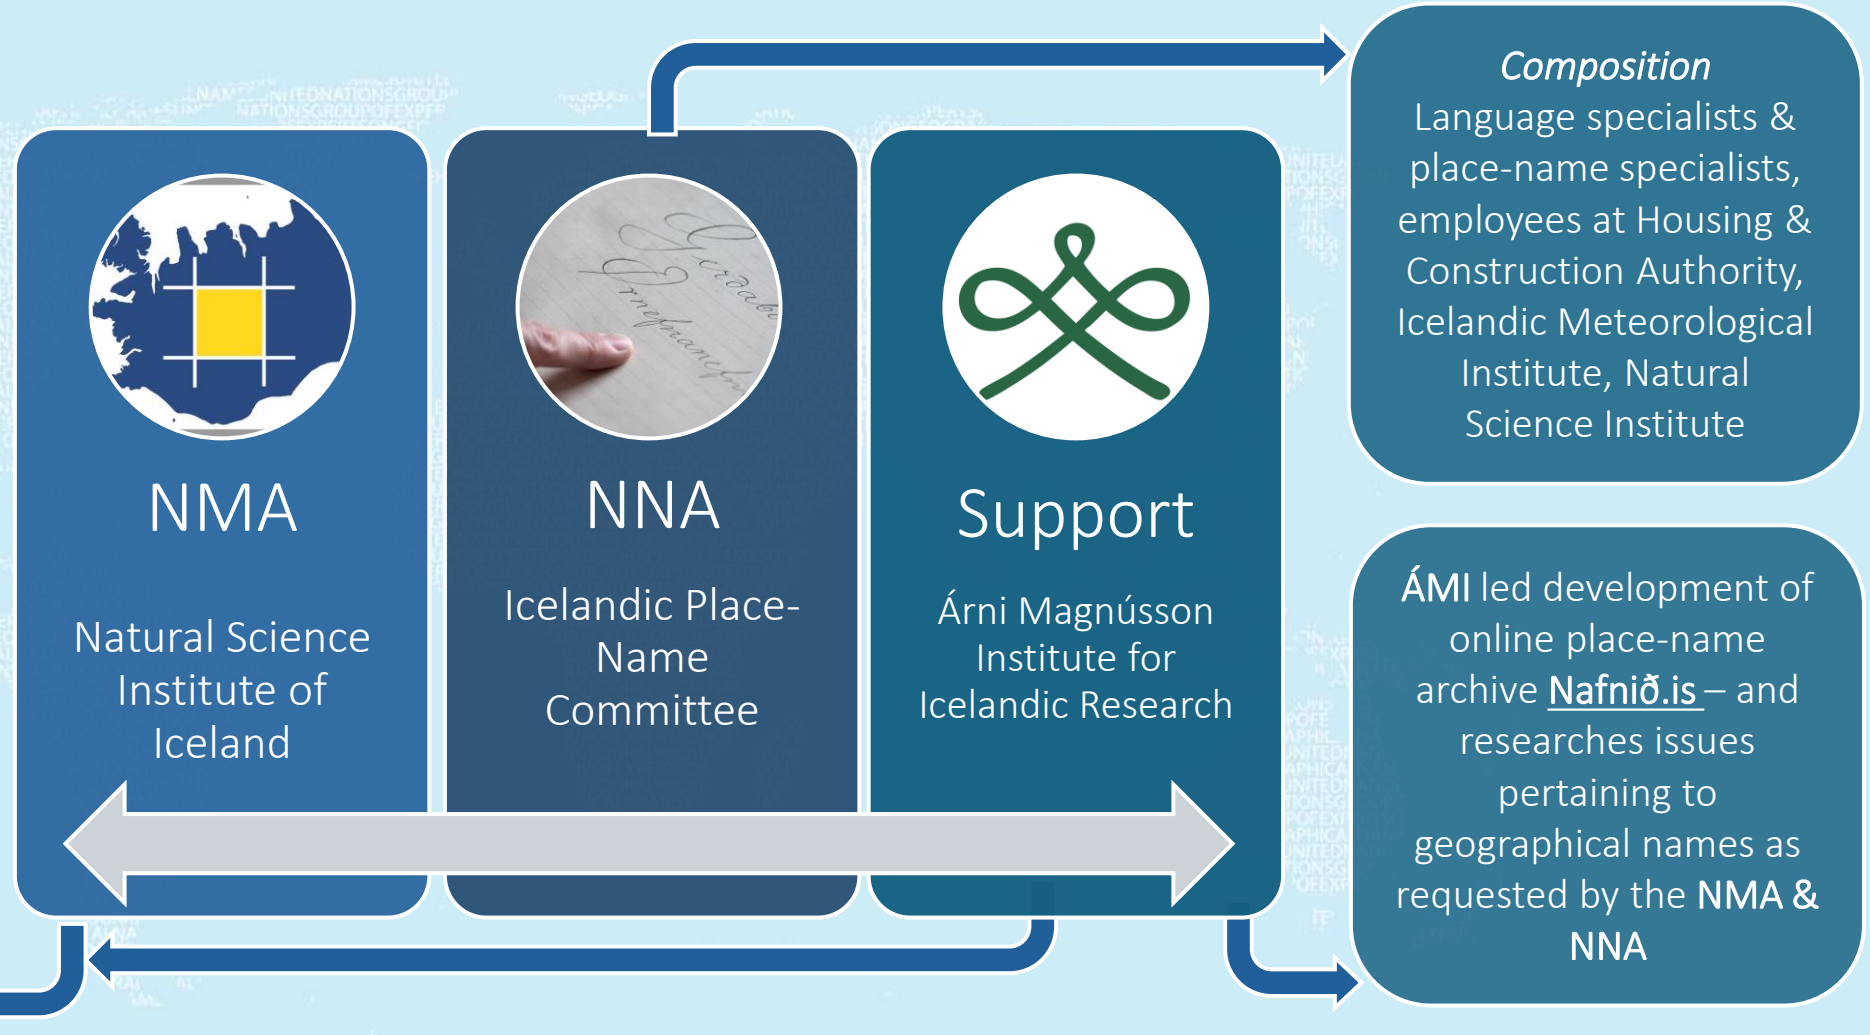 NMA
Natural Science
Institute of
Iceland
NNA
Icelandic Place-
Name
Committee
Support
Árni Magnússon
Institute for
Icelandic Research
Composition
Language specialists &
place-name specialists,
employees at Housing &
Construction Authority,
Icelandic Meteorological
Institute, Natural
Science Institute
ÁMI led development of
online place-name
archive Nafnið.is – and
researches issues
pertaining to
geographical names as
requested by the NMA &
NNA